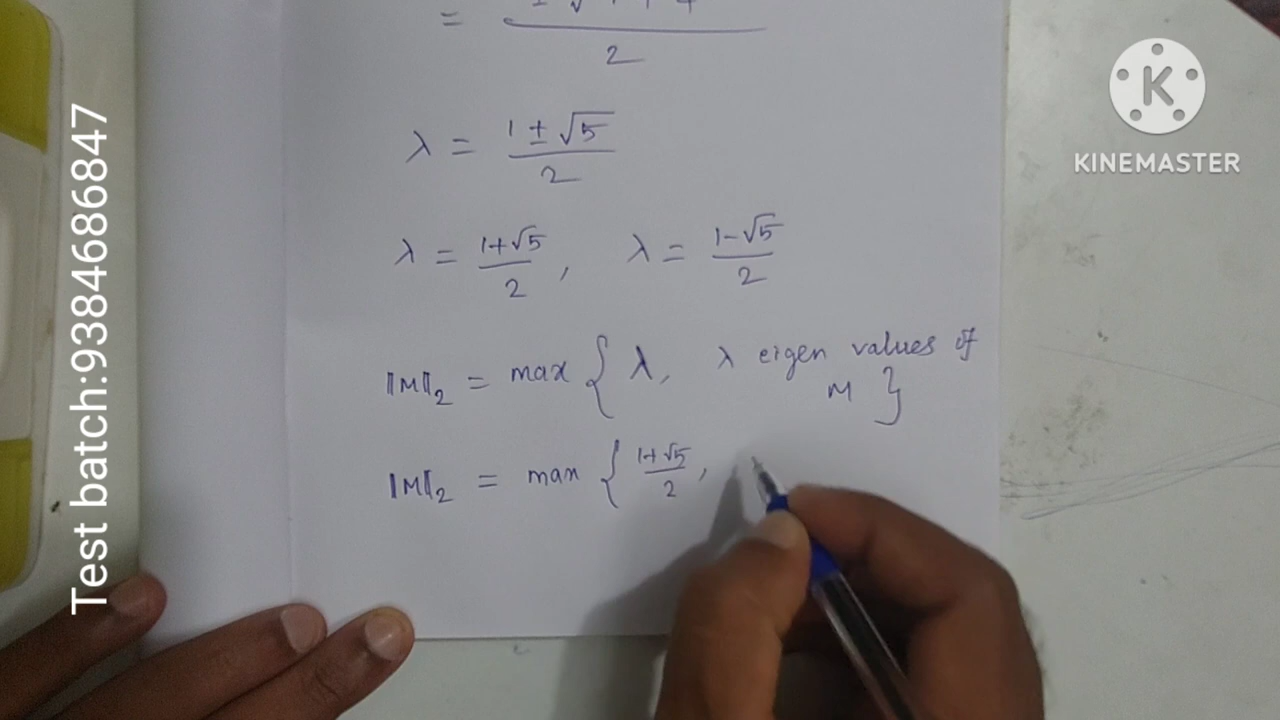 =
2
λ = 1 ± √5 / 2
λ = 1+√5 / 2 , λ = 1-√5 / 2
‖M‖₂ = max { λ, λ eigen values of
M }
‖M‖₂ = max { 1+√5 / 2 ,
Test batch:9384686847
K
KINEMASTER